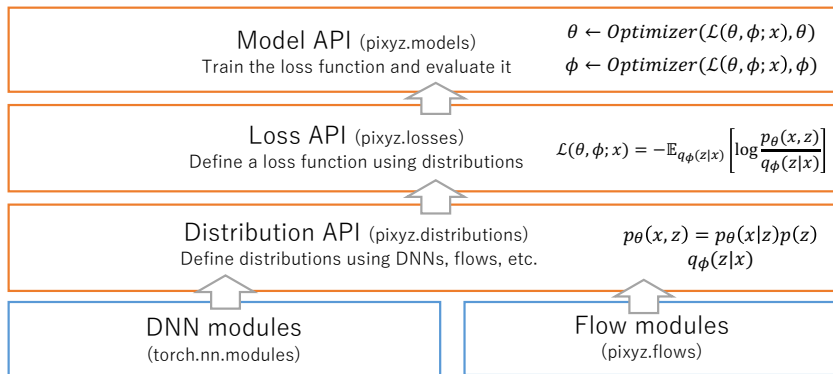 Model API (pixyz.models)
Train the loss function and evaluate it
θ ← Optimizer(ℒ(θ, ϕ; x), θ)
ϕ ← Optimizer(ℒ(θ, ϕ; x), ϕ)
Loss API (pixyz.losses)
Define a loss function using distributions
ℒ(θ, ϕ; x) = −𝔼_{q_ϕ(z|x)} [log p_θ(x, z) / q_ϕ(z|x)]
Distribution API (pixyz.distributions)
Define distributions using DNNs, flows, etc.
p_θ(x, z) = p_θ(x|z)p(z)
q_ϕ(z|x)
DNN modules
(torch.nn.modules)
Flow modules
(pixyz.flows)